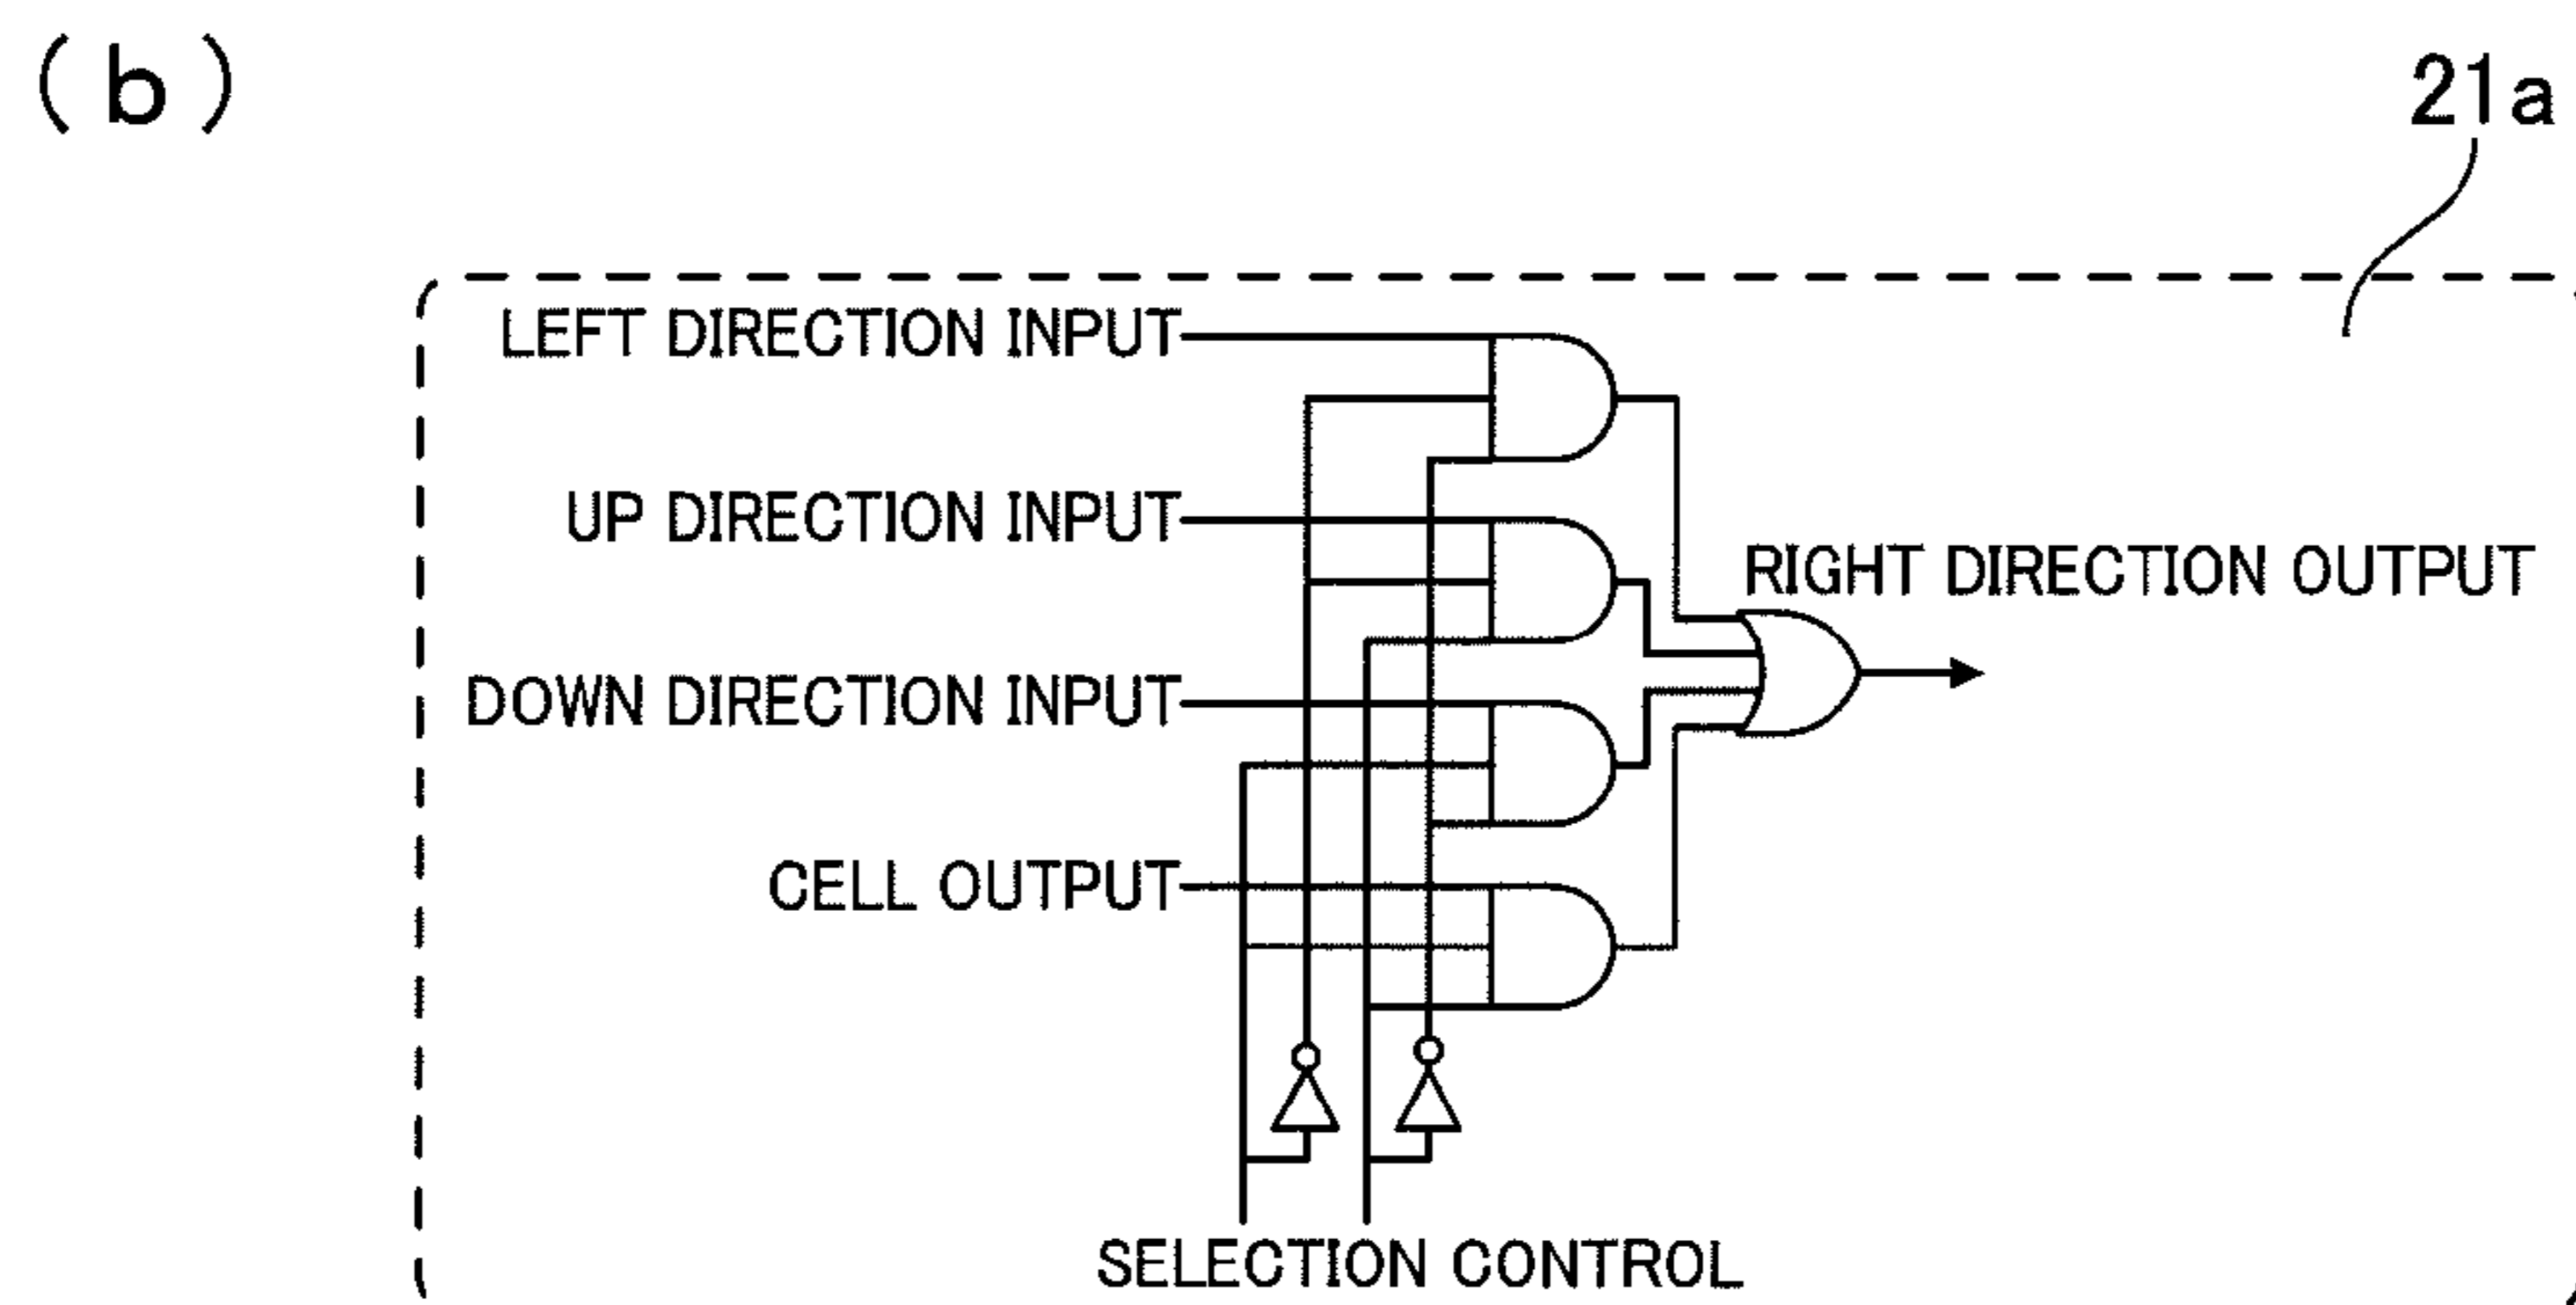 (b)
21a
LEFT DIRECTION INPUT
UP DIRECTION INPUT
RIGHT DIRECTION OUTPUT
DOWN DIRECTION INPUT
CELL OUTPUT
SELECTION CONTROL